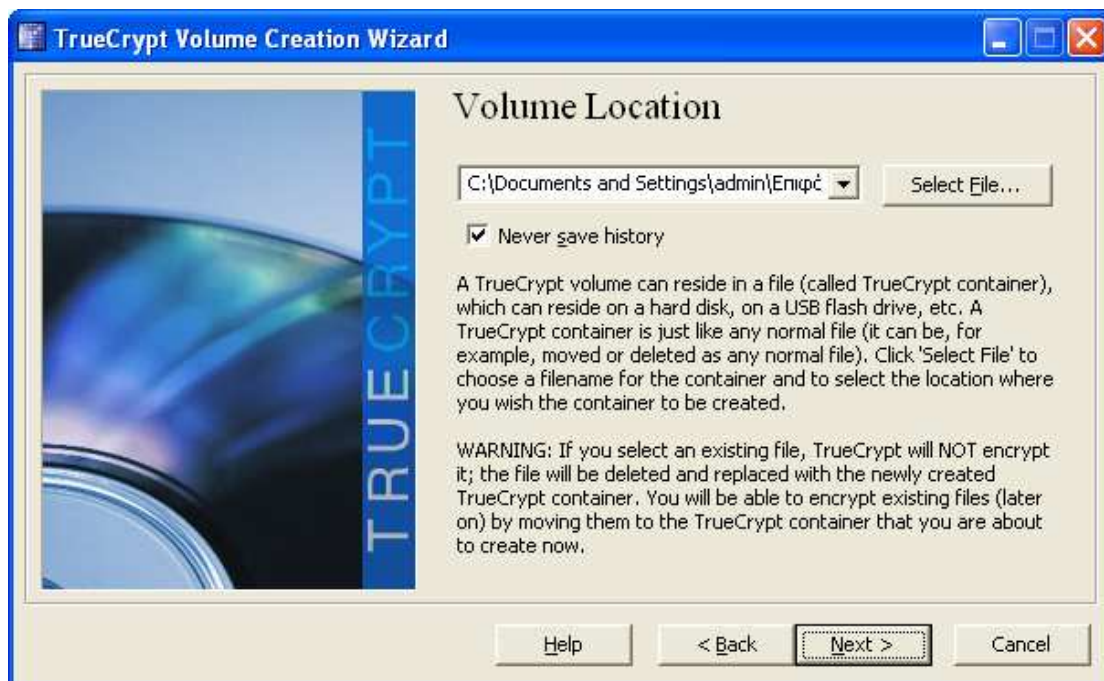 TrueCrypt Volume Creation Wizard
TRUECRYPT
Volume Location
C:\Documents and Settings\admin\Επιφά
Select File...
Never save history
A TrueCrypt volume can reside in a file (called TrueCrypt container),
which can reside on a hard disk, on a USB flash drive, etc. A
TrueCrypt container is just like any normal file (it can be, for
example, moved or deleted as any normal file). Click 'Select File' to
choose a filename for the container and to select the location where
you wish the container to be created.
WARNING: If you select an existing file, TrueCrypt will NOT encrypt
it; the file will be deleted and replaced with the newly created
TrueCrypt container. You will be able to encrypt existing files (later
on) by moving them to the TrueCrypt container that you are about
to create now.
Help
< Back
Next >
Cancel